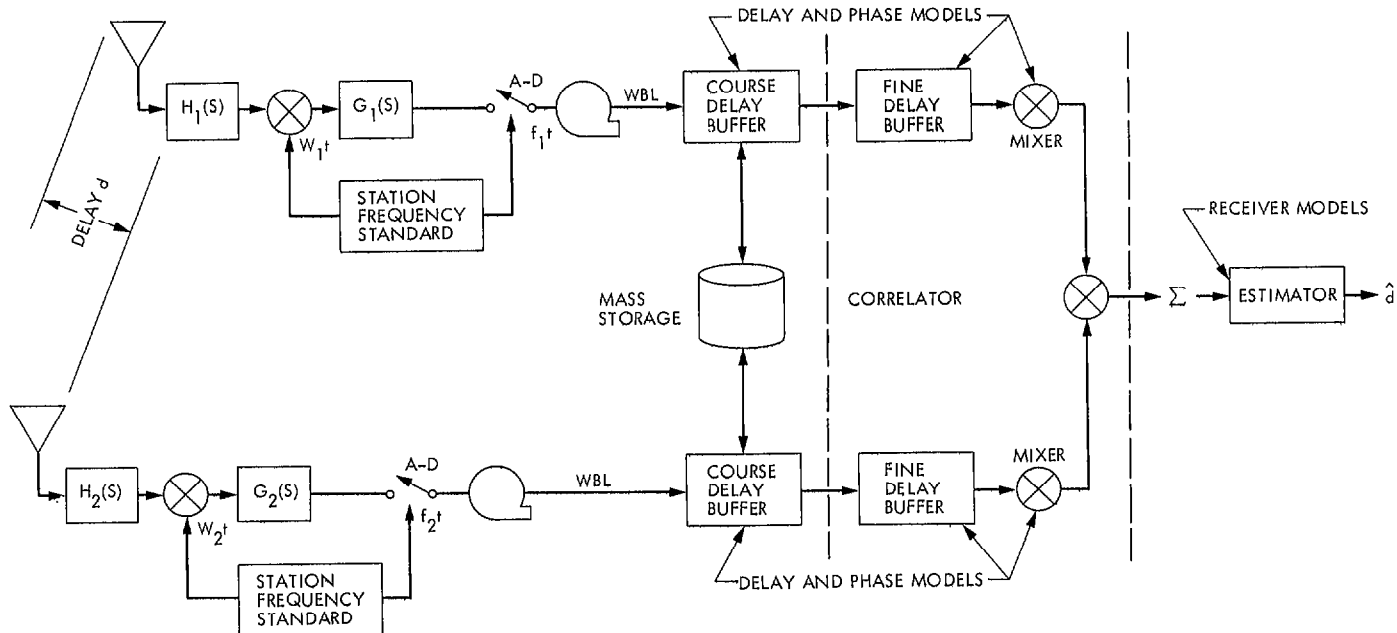 DELAY AND PHASE MODELS
DELAY d
H1(S)
W1t
G1(S)
A-D
f1t
WBL
COURSE
DELAY
BUFFER
FINE
DELAY
BUFFER
MIXER
STATION
FREQUENCY
STANDARD
MASS
STORAGE
CORRELATOR
RECEIVER MODELS
Σ
ESTIMATOR
d̂
H2(S)
W2t
G2(S)
A-D
f2t
WBL
COURSE
DELAY
BUFFER
FINE
DELAY
BUFFER
MIXER
STATION
FREQUENCY
STANDARD
DELAY AND PHASE MODELS